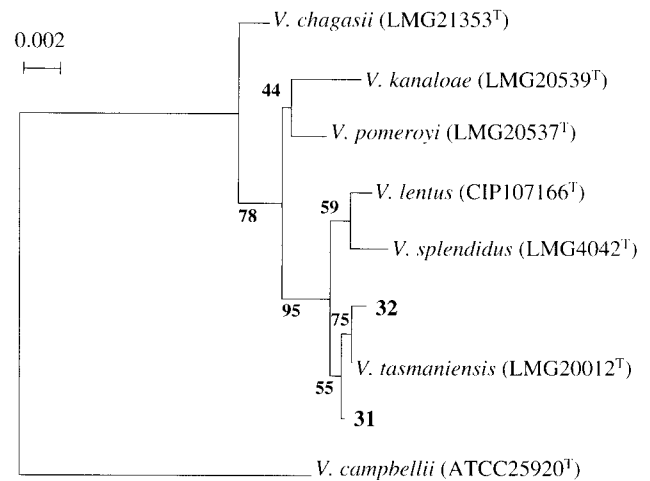 V. chagasii (LMG21353ᵀ)
0.002
V. kanaloae (LMG20539ᵀ)
44
V. pomeroyi (LMG20537ᵀ)
V. lentus (CIP107166ᵀ)
59
78
V. splendidus (LMG4042ᵀ)
95
75
32
V. tasmaniensis (LMG20012ᵀ)
55
31
V. campbellii (ATCC25920ᵀ)